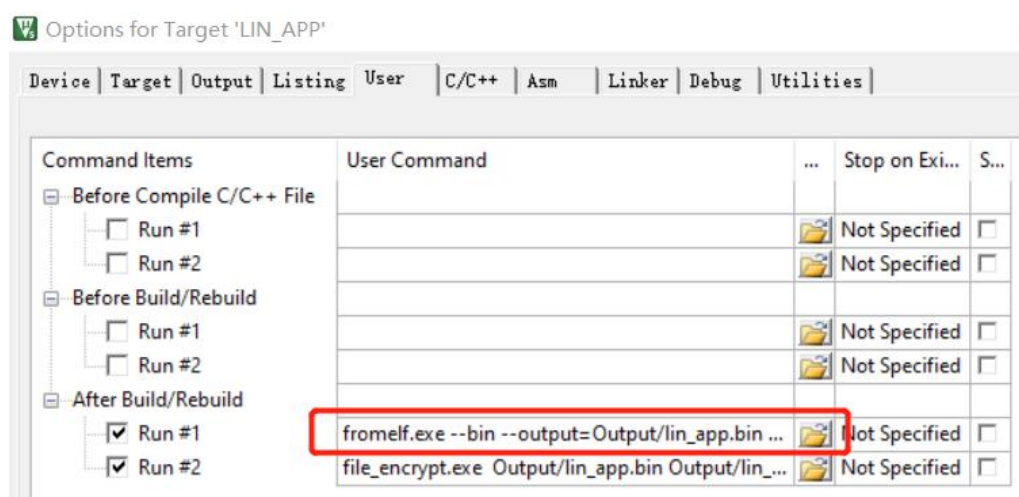 Options for Target 'LIN_APP'
Device Target Output Listing User C/C++ Asm Linker Debug Utilities
Command Items User Command ... Stop on Exi... S...
Before Compile C/C++ File
Run #1 Not Specified
Run #2 Not Specified
Before Build/Rebuild
Run #1 Not Specified
Run #2 Not Specified
After Build/Rebuild
Run #1 fromelf.exe --bin --output=Output/lin_app.bin ... Not Specified
Run #2 file_encrypt.exe Output/lin_app.bin Output/lin_... Not Specified